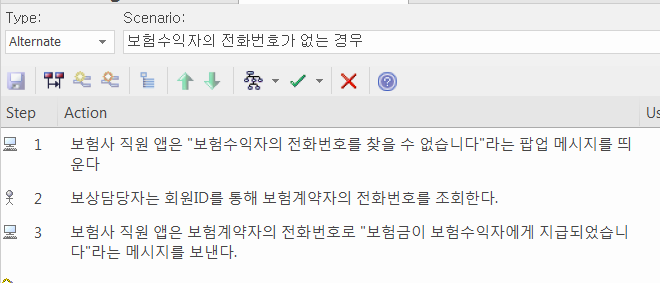 Type:
Scenario:
Alternate
보험수익자의 전화번호가 없는 경우
Step
Action
Us
1
보험사 직원 앱은 "보험수익자의 전화번호를 찾을 수 없습니다"라는 팝업 메시지를 띄
운다
2
보상담당자는 회원ID를 통해 보험계약자의 전화번호를 조회한다.
3
보험사 직원 앱은 보험계약자의 전화번호로 "보험금이 보험수익자에게 지급되었습니
다"라는 메시지를 보낸다.